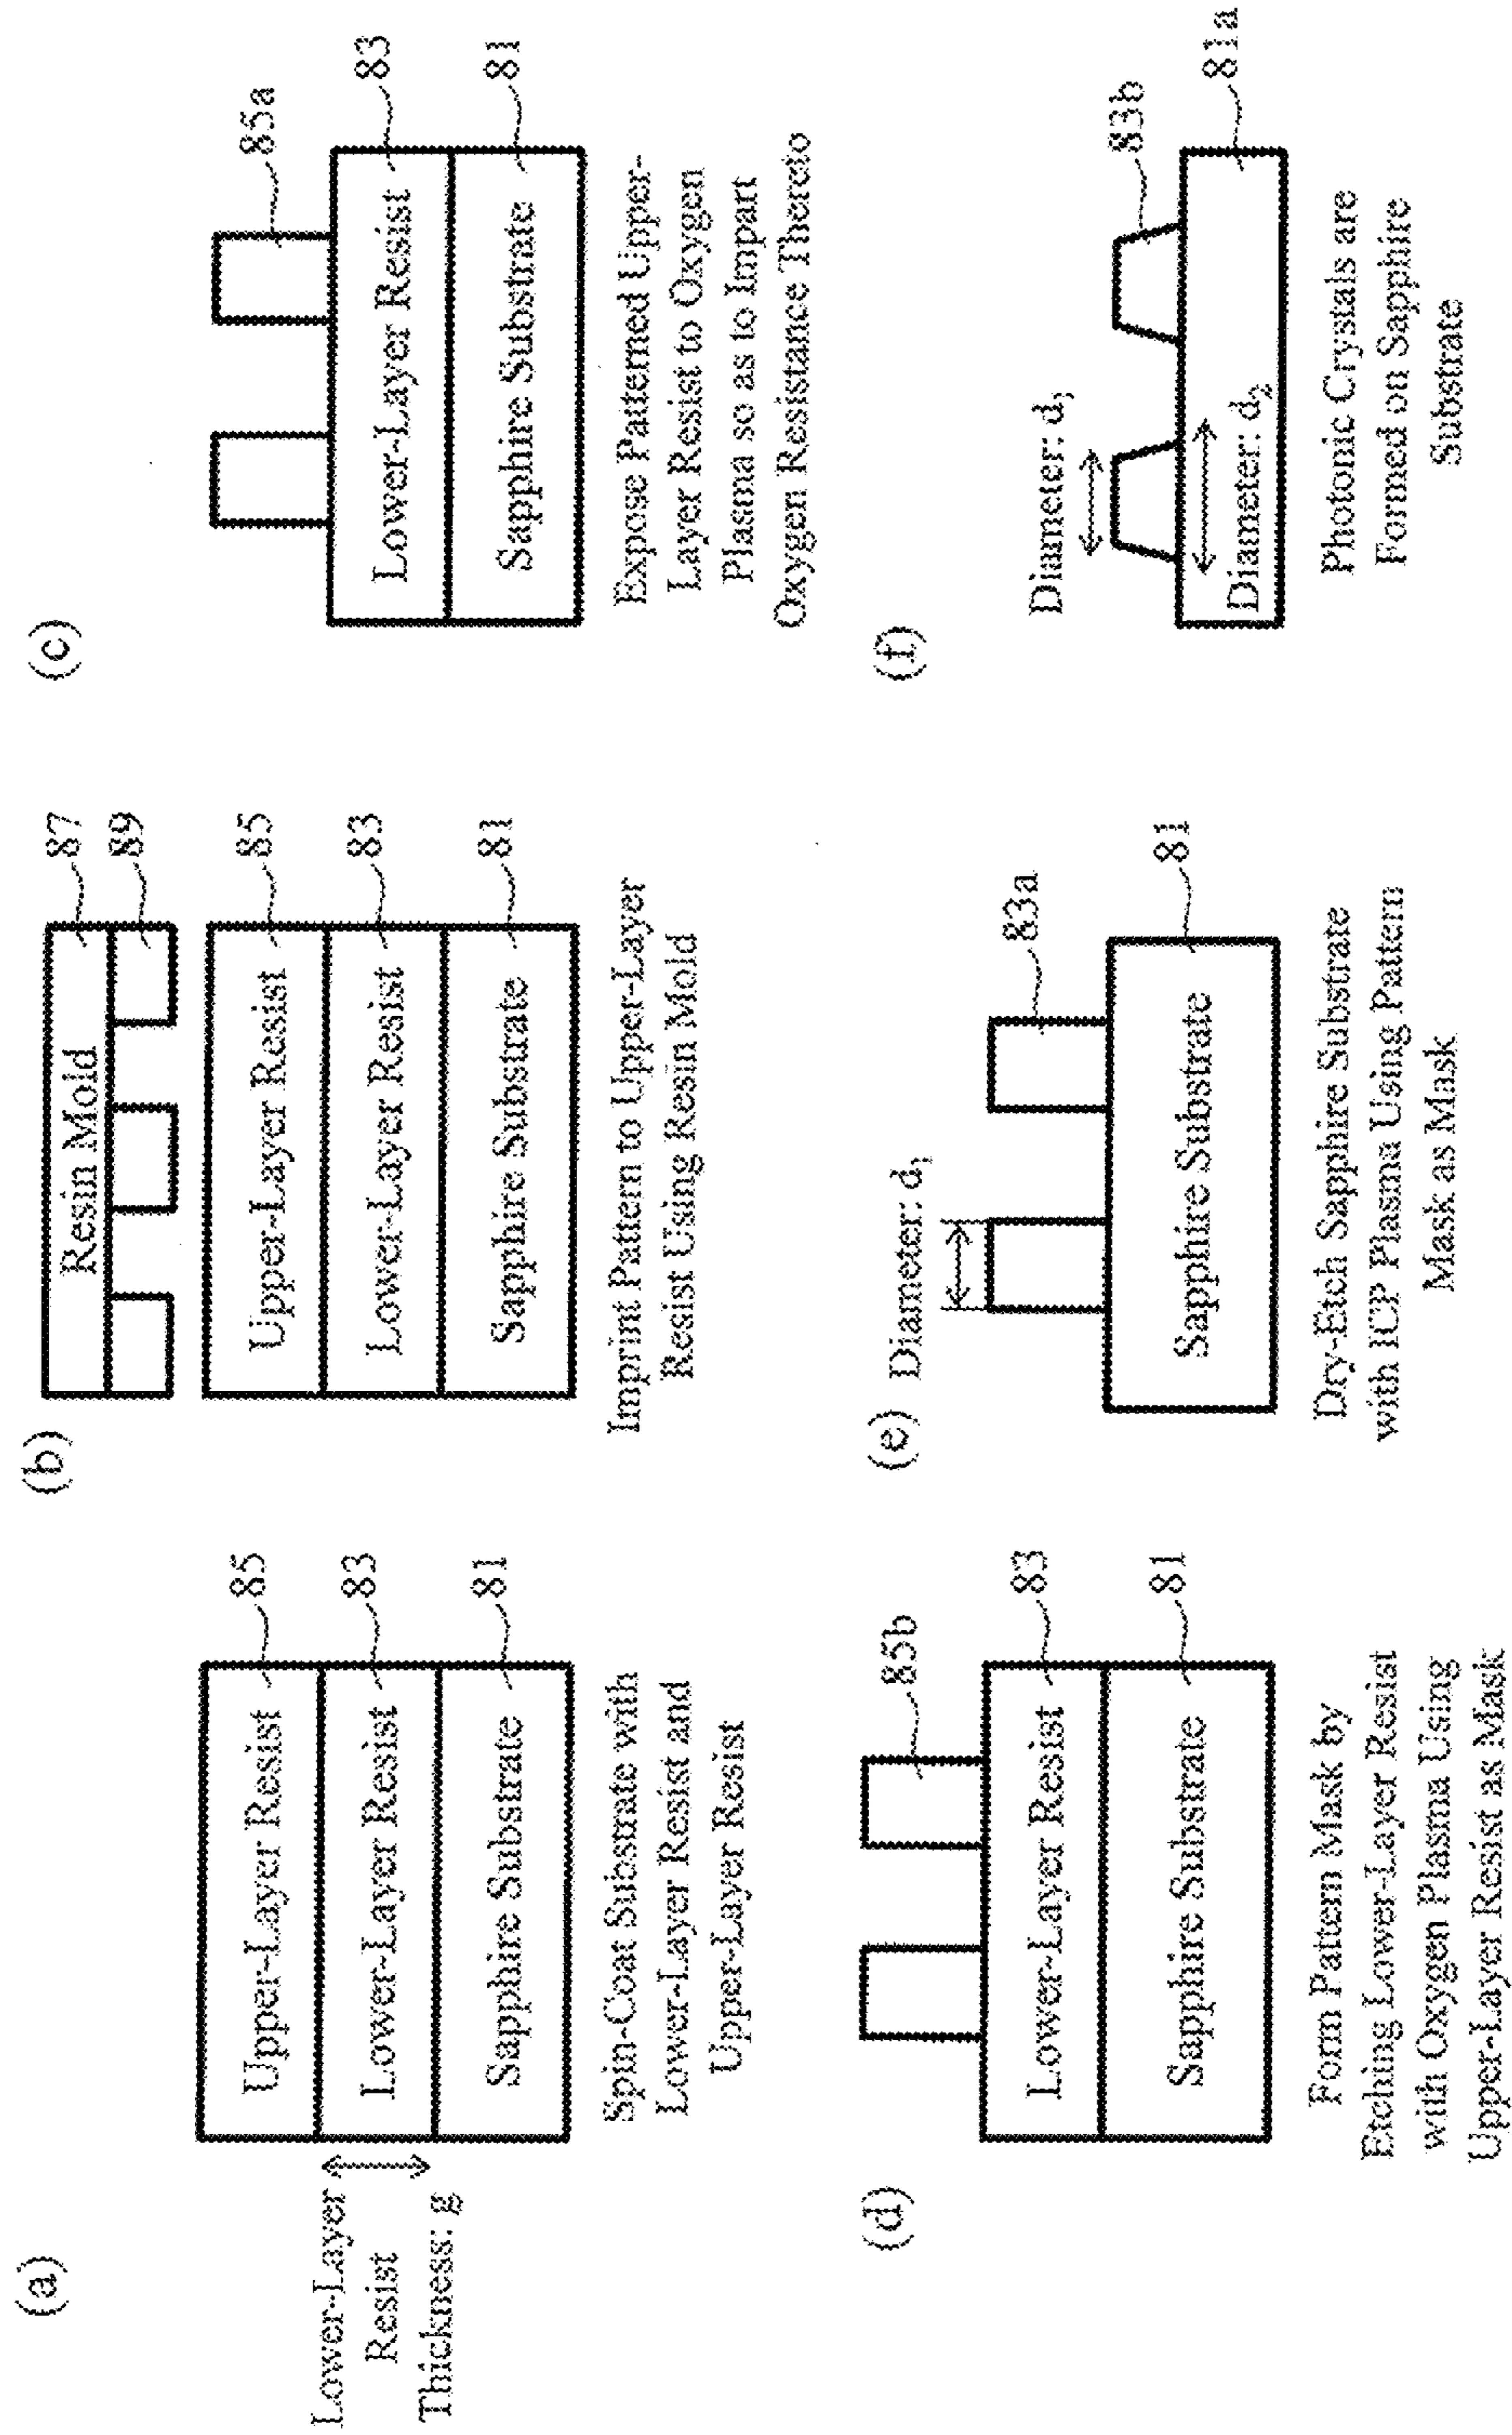 (a)
85
83
81
Upper-Layer Resist
Lower-Layer Resist
Sapphire Substrate
Lower-Layer
Resist
Thickness: g
Spin-Coat Substrate with
Lower-Layer Resist and
Upper-Layer Resist
(b)
87
89
85
83
81
Resin Mold
Upper-Layer Resist
Lower-Layer Resist
Sapphire Substrate
Imprint Pattern to Upper-Layer
Resist Using Resin Mold
(c)
85a
83
81
Lower-Layer Resist
Sapphire Substrate
Expose Patterned Upper-
Layer Resist to Oxygen
Plasma so as to Impart
Oxygen Resistance Thereto
(d)
85b
83
81
Lower-Layer Resist
Sapphire Substrate
Form Pattern Mask by
Etching Lower-Layer Resist
with Oxygen Plasma Using
Upper-Layer Resist as Mask
(e)
Diameter: d₁
83a
81
Sapphire Substrate
Dry-Etch Sapphire Substrate
with ICP Plasma Using Pattern
Mask as Mask
(f)
Diameter: d₁
83b
81a
Diameter: d₂
Photonic Crystals are
Formed on Sapphire
Substrate